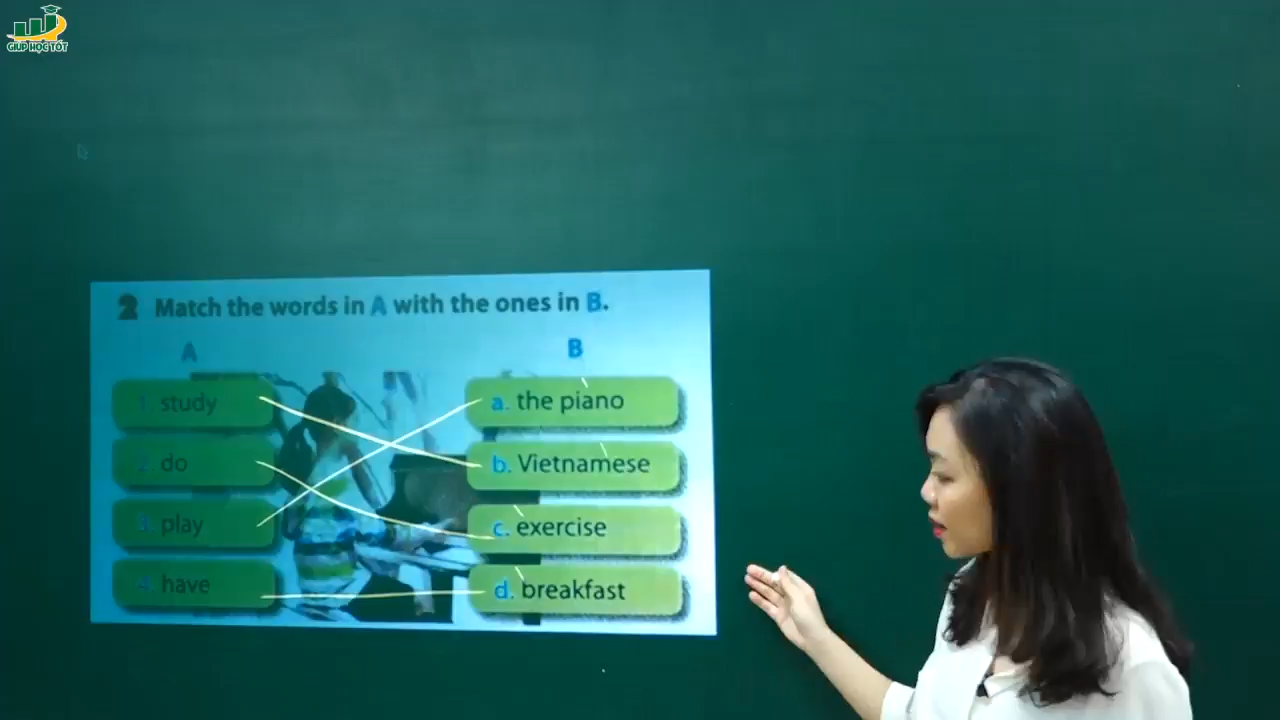 GIÚP HỌC TỐT
2 Match the words in A with the ones in B.
A
B
1. study
a. the piano
2. do
b. Vietnamese
3. play
c. exercise
4. have
d. breakfast